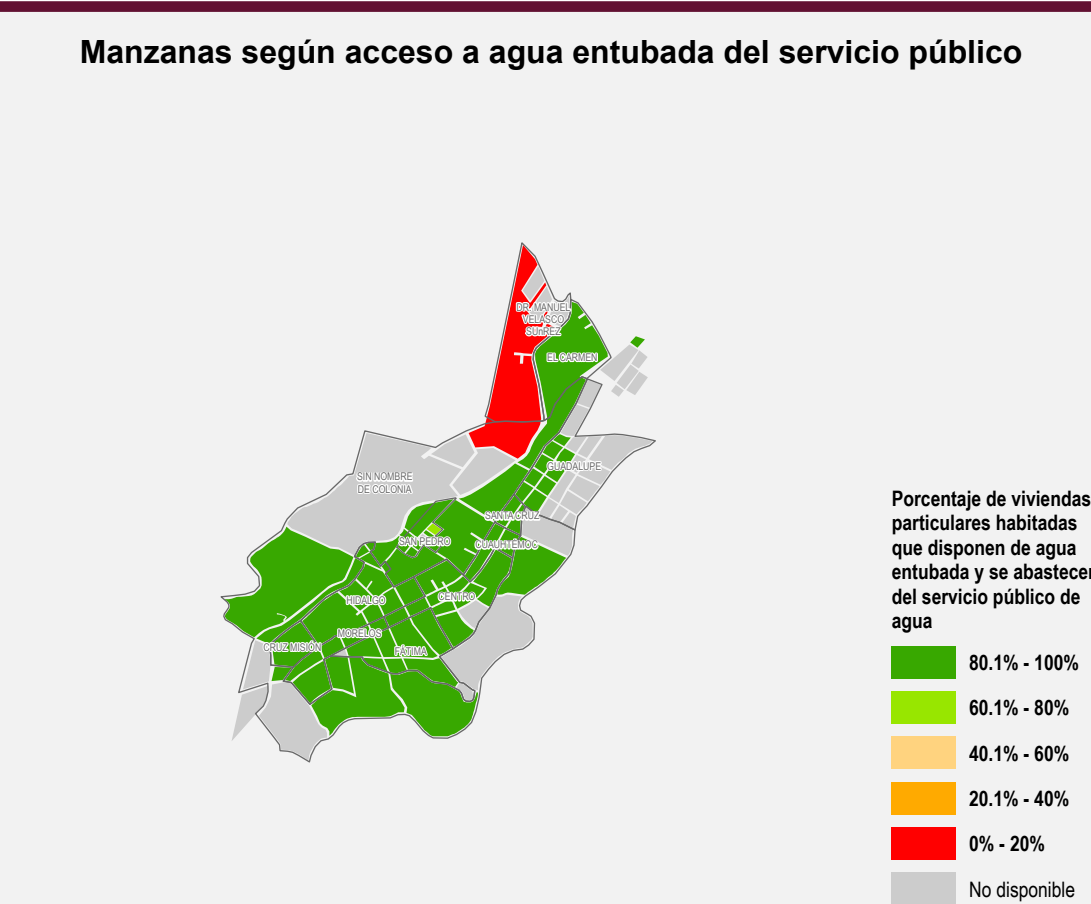 Manzanas según acceso a agua entubada del servicio público
DR. MANUEL
VELASCO
SUnREZ
EL CARMEN
GUADALUPE
SIN NOMBRE
DE COLONIA
SANTA CRUZ
SAN PEDRO
CUAUHTÉMOC
HIDALGO
CENTRO
MORELOS
CRUZ MISIÓN
FÁTIMA
Porcentaje de viviendas
particulares habitadas
que disponen de agua
entubada y se abastecen
del servicio público de
agua
80.1% - 100%
60.1% - 80%
40.1% - 60%
20.1% - 40%
0% - 20%
No disponible